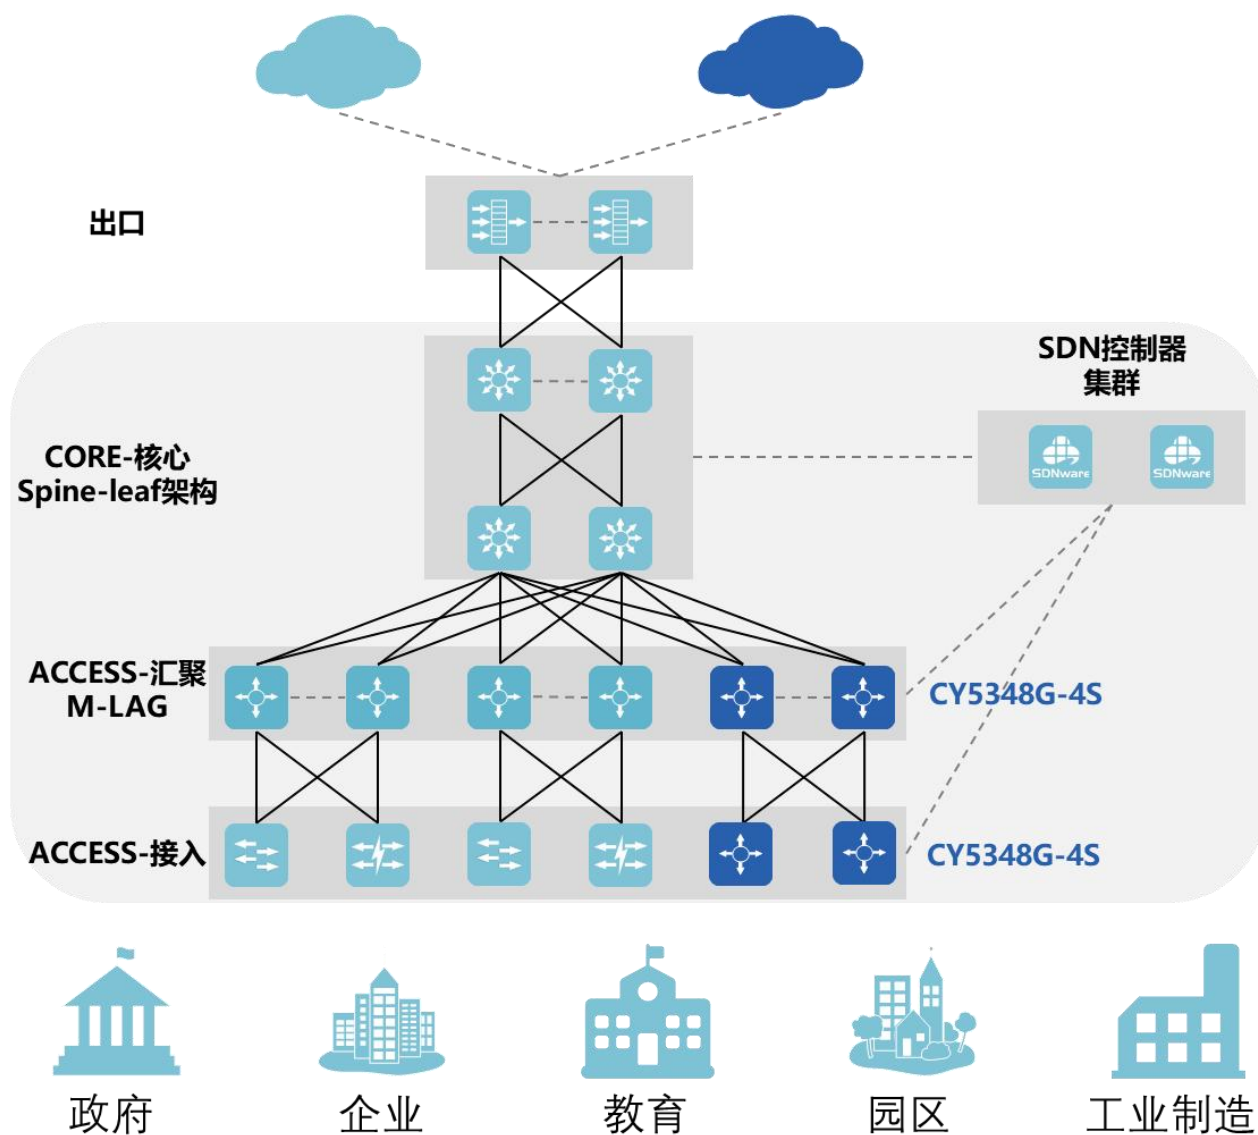 出口
SDN控制器
集群
SDNware
SDNware
CORE-核心
Spine-leaf架构
ACCESS-汇聚
M-LAG
CY5348G-4S
ACCESS-接入
CY5348G-4S
政府
企业
教育
园区
工业制造